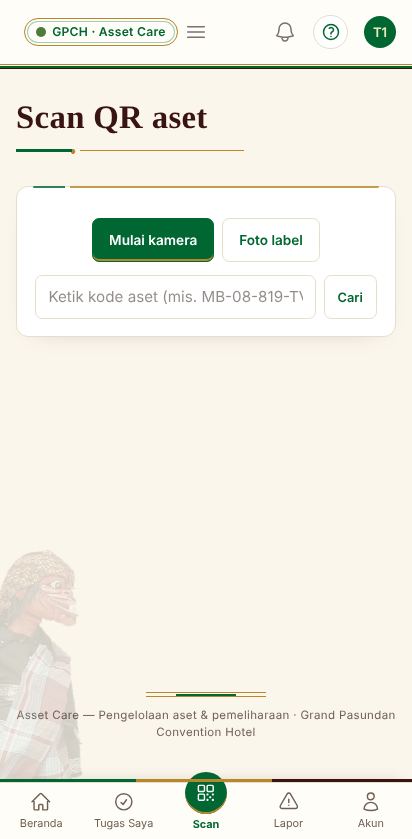 GPCH · Asset Care
T1
Scan QR aset
Mulai kamera
Foto label
Ketik kode aset (mis. MB-08-819-TV
Cari
Asset Care — Pengelolaan aset & pemeliharaan · Grand Pasundan
Convention Hotel
Beranda
Tugas Saya
Scan
Lapor
Akun